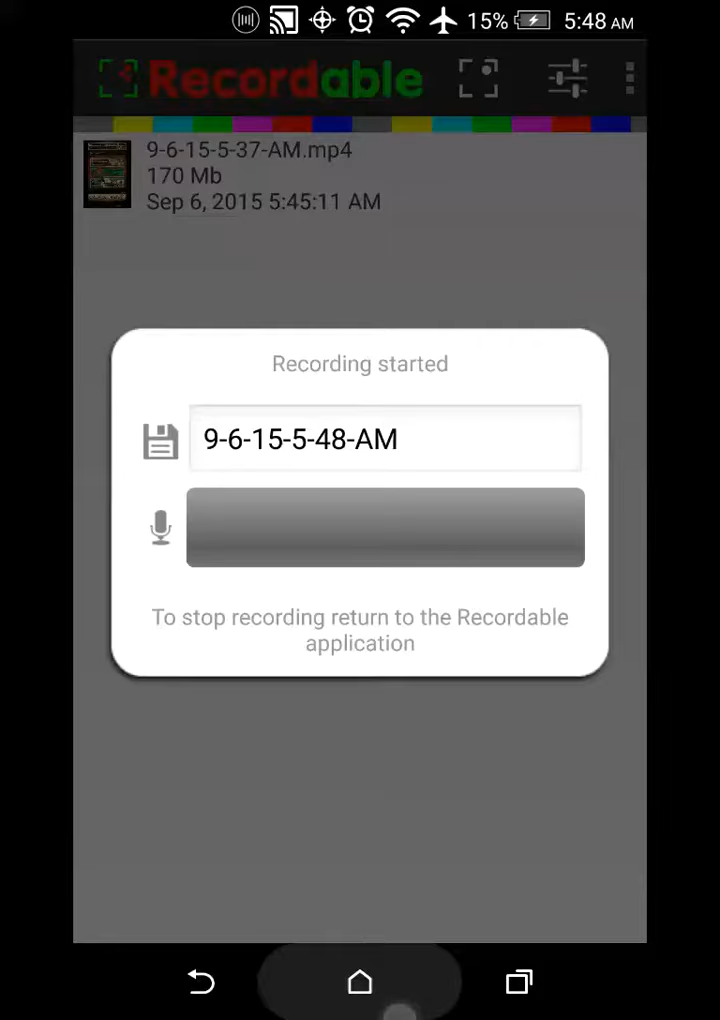 15% 5:48 AM
Recordable
9-6-15-5-37-AM.mp4
170 Mb
Sep 6, 2015 5:45:11 AM
Recording started
9-6-15-5-48-AM
To stop recording return to the Recordable
application